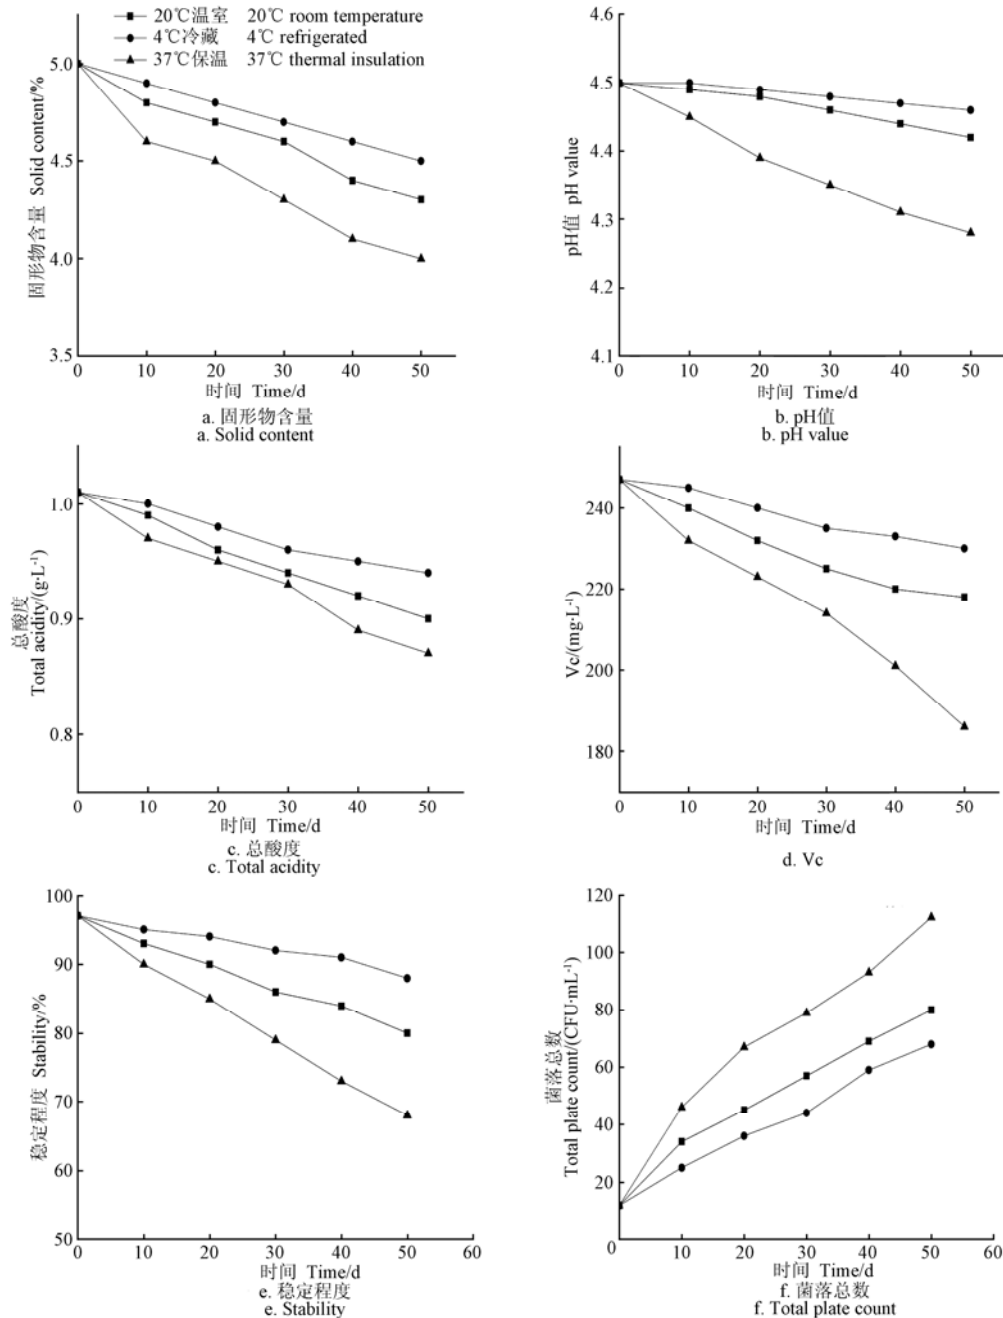 20℃温室 20℃ room temperature
4℃冷藏 4℃ refrigerated
37℃保温 37℃ thermal insulation
5.0
4.5
4.0
3.5
固形物含量 Solid content/%
0 10 20 30 40 50
时间 Time/d
a. 固形物含量
a. Solid content
4.6
4.5
4.4
4.3
4.2
4.1
pH值 pH value
0 10 20 30 40 50
时间 Time/d
b. pH值
b. pH value
1.0
0.9
0.8
总酸度
Total acidity/(g·L⁻¹)
0 10 20 30 40 50
时间 Time/d
c. 总酸度
c. Total acidity
240
220
200
180
Vc/(mg·L⁻¹)
0 10 20 30 40 50
时间 Time/d
d. Vc
100
90
80
70
60
50
稳定程度 Stability/%
0 10 20 30 40 50 60
时间 Time/d
e. 稳定程度
e. Stability
120
100
80
60
40
20
0
菌落总数
Total plate count/(CFU·mL⁻¹)
10 20 30 40 50 60
时间 Time/d
f. 菌落总数
f. Total plate count